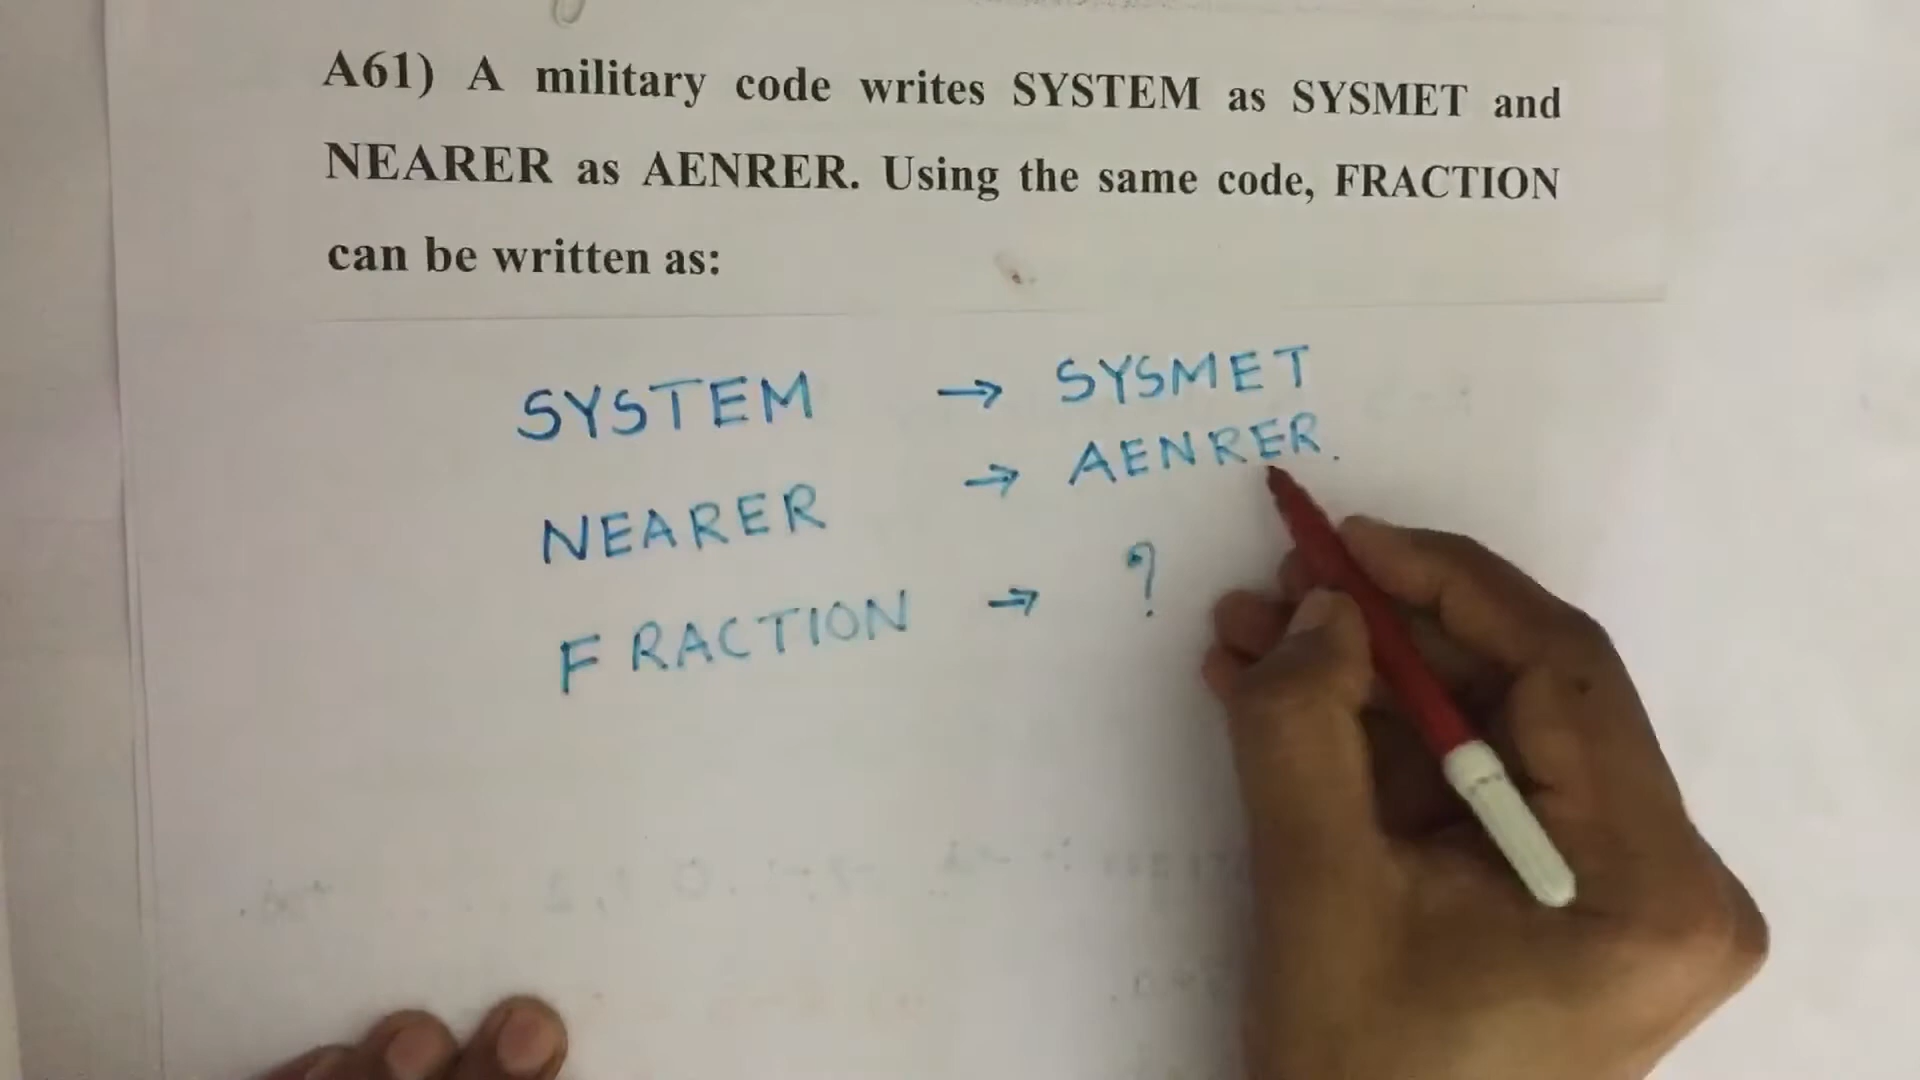 A61) A military code writes SYSTEM as SYSMET and
NEARER as AENRER. Using the same code, FRACTION
can be written as:
SYSTEM → SYSMET
NEARER → AENRER.
FRACTION → ?